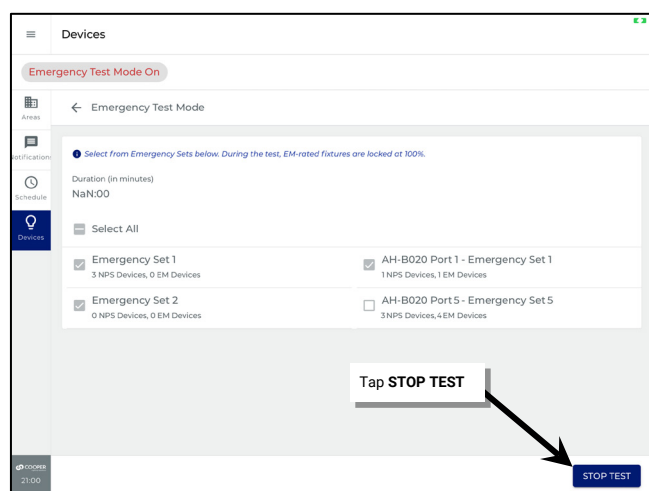 Devices
Emergency Test Mode On
Areas
Emergency Test Mode
Notification
Select from Emergency Sets below. During the test, EM-rated fixtures are locked at 100%.
Duration (in minutes)
NaN:00
Schedule
Select All
Devices
Emergency Set 1
3 NPS Devices, 0 EM Devices
AH-B020 Port 1 - Emergency Set 1
1 NPS Devices, 1 EM Devices
Emergency Set 2
0 NPS Devices, 0 EM Devices
AH-B020 Port 5 - Emergency Set 5
3 NPS Devices, 4 EM Devices
Tap STOP TEST
COOPER
21:00
STOP TEST